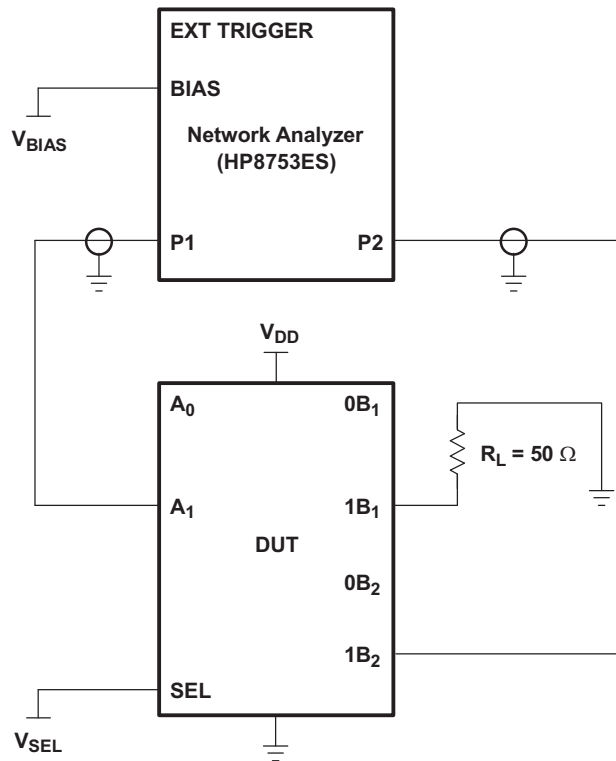 EXT TRIGGER
BIAS
V_BIAS
Network Analyzer
(HP8753ES)
P1 P2
V_DD
A_0 0B_1
R_L = 50 Ω
A_1 1B_1
DUT
0B_2
1B_2
SEL
V_SEL